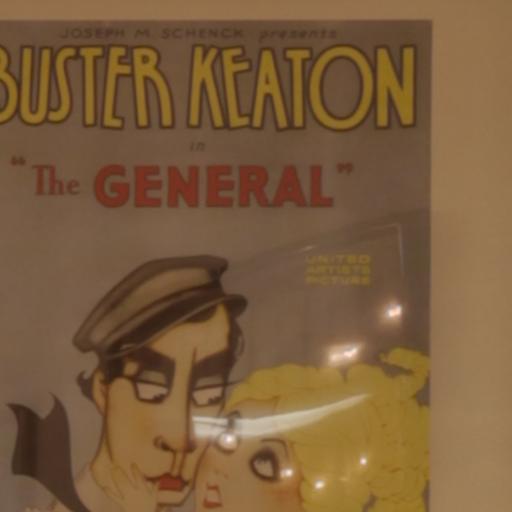 JOSEPH M. SCHENCK presents
BUSTER KEATON
in
"The GENERAL"
UNITED
ARTISTS
PICTURE